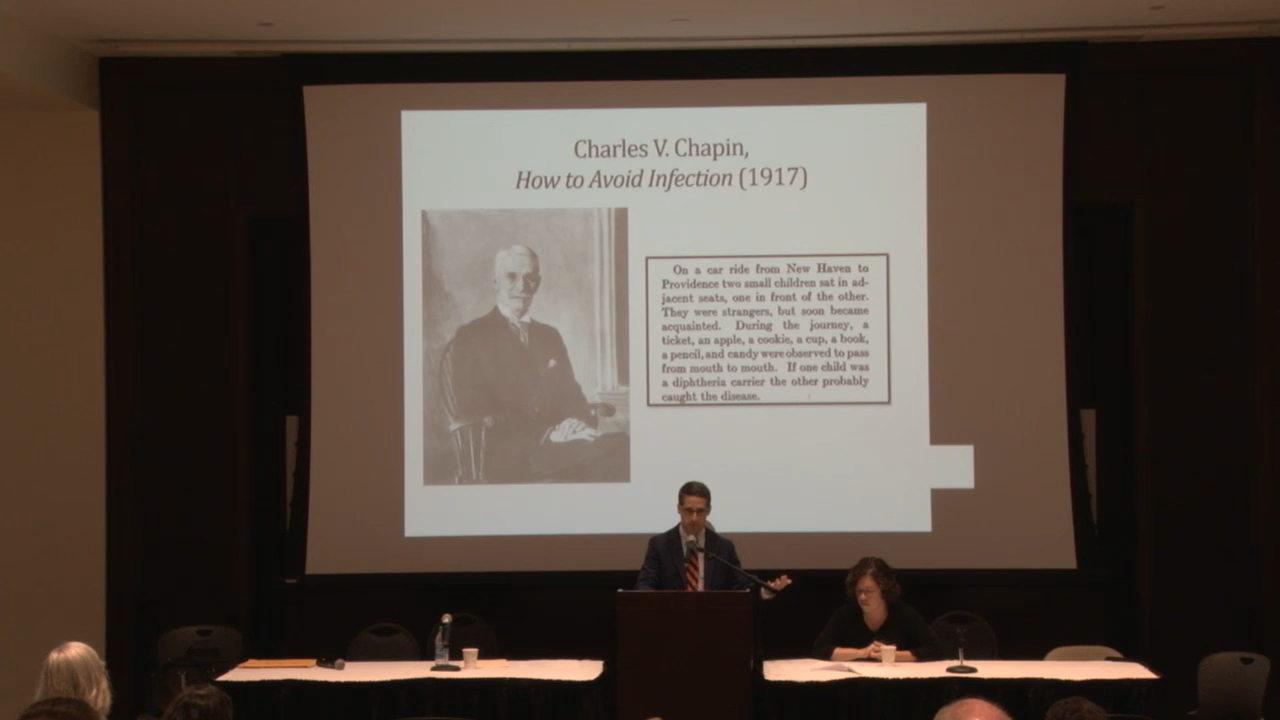 Charles V. Chapin,
How to Avoid Infection (1917)
On a car ride from New Haven to
Providence two small children sat in ad-
jacent seats, one in front of the other.
They were strangers, but soon became
acquainted. During the journey, a
ticket, an apple, a cookie, a cup, a book,
a pencil, and candy were observed to pass
from mouth to mouth. If one child was
a diphtheria carrier the other probably
caught the disease.